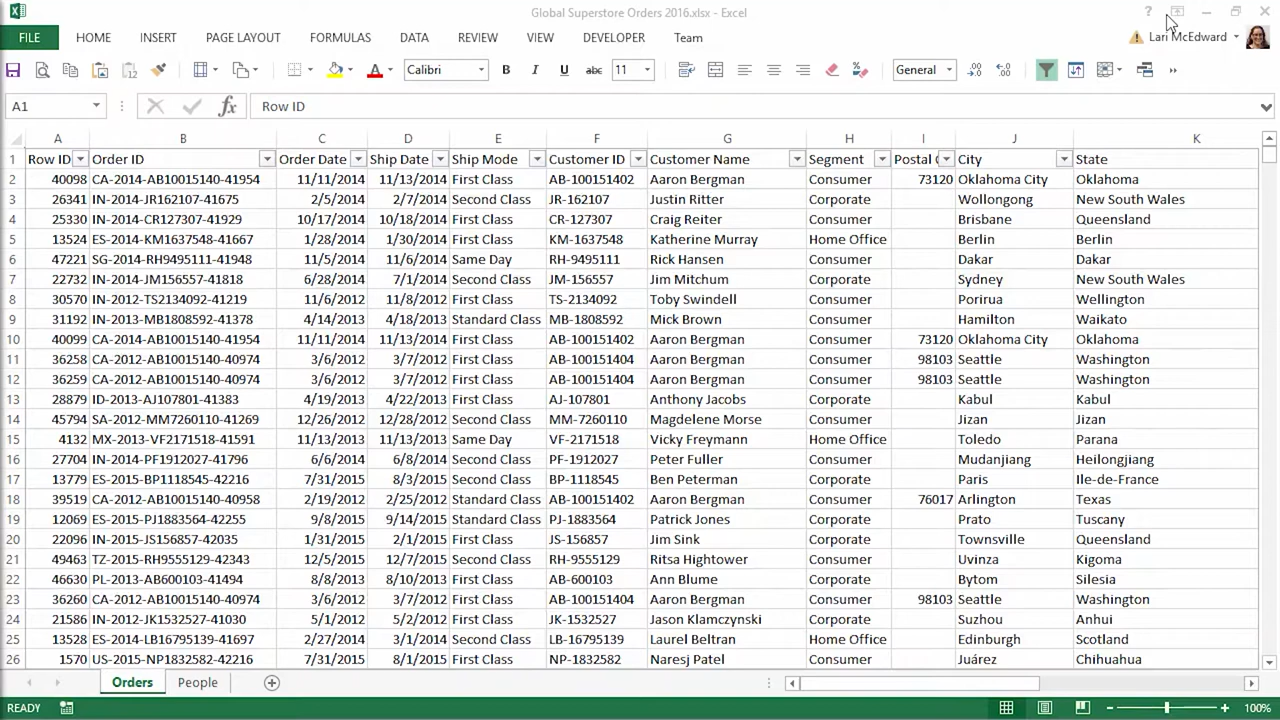 Global Superstore Orders 2016.xlsx - Excel
?
FILE HOME INSERT PAGE LAYOUT FORMULAS DATA REVIEW VIEW DEVELOPER Team Lari McEdward
Calibri B I U abc 11 General
A1 fx Row ID
A B C D E F G H I J K
1 Row ID Order ID Order Date Ship Date Ship Mode Customer ID Customer Name Segment Postal City State
2 40098 CA-2014-AB10015140-41954 11/11/2014 11/13/2014 First Class AB-100151402 Aaron Bergman Consumer 73120 Oklahoma City Oklahoma
3 26341 IN-2014-JR162107-41675 2/5/2014 2/7/2014 Second Class JR-162107 Justin Ritter Corporate Wollongong New South Wales
4 25330 IN-2014-CR127307-41929 10/17/2014 10/18/2014 First Class CR-127307 Craig Reiter Consumer Brisbane Queensland
5 13524 ES-2014-KM1637548-41667 1/28/2014 1/30/2014 First Class KM-1637548 Katherine Murray Home Office Berlin Berlin
6 47221 SG-2014-RH9495111-41948 11/5/2014 11/6/2014 Same Day RH-9495111 Rick Hansen Consumer Dakar Dakar
7 22732 IN-2014-JM156557-41818 6/28/2014 7/1/2014 Second Class JM-156557 Jim Mitchum Corporate Sydney New South Wales
8 30570 IN-2012-TS2134092-41219 11/6/2012 11/8/2012 First Class TS-2134092 Toby Swindell Consumer Porirua Wellington
9 31192 IN-2013-MB1808592-41378 4/14/2013 4/18/2013 Standard Class MB-1808592 Mick Brown Consumer Hamilton Waikato
10 40099 CA-2014-AB10015140-41954 11/11/2014 11/13/2014 First Class AB-100151402 Aaron Bergman Consumer 73120 Oklahoma City Oklahoma
11 36258 CA-2012-AB10015140-40974 3/6/2012 3/7/2012 First Class AB-100151404 Aaron Bergman Consumer 98103 Seattle Washington
12 36259 CA-2012-AB10015140-40974 3/6/2012 3/7/2012 First Class AB-100151404 Aaron Bergman Consumer 98103 Seattle Washington
13 28879 ID-2013-AJ107801-41383 4/19/2013 4/22/2013 First Class AJ-107801 Anthony Jacobs Corporate Kabul Kabul
14 45794 SA-2012-MM7260110-41269 12/26/2012 12/28/2012 Second Class MM-7260110 Magdelene Morse Consumer Jizan Jizan
15 4132 MX-2013-VF2171518-41591 11/13/2013 11/13/2013 Same Day VF-2171518 Vicky Freymann Home Office Toledo Parana
16 27704 IN-2014-PF1912027-41796 6/6/2014 6/8/2014 Second Class PF-1912027 Peter Fuller Consumer Mudanjiang Heilongjiang
17 13779 ES-2015-BP1118545-42216 7/31/2015 8/3/2015 Second Class BP-1118545 Ben Peterman Corporate Paris Ile-de-France
18 39519 CA-2012-AB10015140-40958 2/19/2012 2/25/2012 Standard Class AB-100151402 Aaron Bergman Consumer 76017 Arlington Texas
19 12069 ES-2015-PJ1883564-42255 9/8/2015 9/14/2015 Standard Class PJ-1883564 Patrick Jones Corporate Prato Tuscany
20 22096 IN-2015-JS156857-42035 1/31/2015 2/1/2015 First Class JS-156857 Jim Sink Corporate Townsville Queensland
21 49463 TZ-2015-RH9555129-42343 12/5/2015 12/7/2015 Second Class RH-9555129 Ritsa Hightower Consumer Uvinza Kigoma
22 46630 PL-2013-AB600103-41494 8/8/2013 8/10/2013 First Class AB-600103 Ann Blume Corporate Bytom Silesia
23 36260 CA-2012-AB10015140-40974 3/6/2012 3/7/2012 First Class AB-100151404 Aaron Bergman Consumer 98103 Seattle Washington
24 21586 IN-2012-JK1532527-41030 5/1/2012 5/2/2012 First Class JK-1532527 Jason Klamczynski Corporate Suzhou Anhui
25 13528 ES-2014-LB16795139-41697 2/27/2014 3/1/2014 Second Class LB-16795139 Laurel Beltran Home Office Edinburgh Scotland
26 1570 US-2015-NP1832582-42216 7/31/2015 8/1/2015 First Class NP-1832582 Naresj Patel Consumer Juárez Chihuahua
Orders People
READY 100%